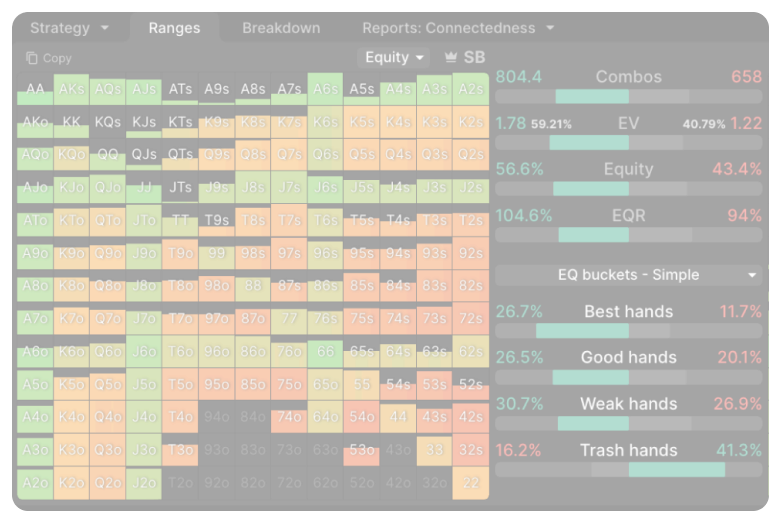 Strategy Ranges Breakdown Reports: Connectedness
Copy Equity SB
AA AKs AQs AJs ATs A9s A8s A7s A6s A5s A4s A3s A2s
AKo KK KQs KJs KTs K9s K8s K7s K6s K5s K4s K3s K2s
AQo KQo QQ QJs QTs Q9s Q8s Q7s Q6s Q5s Q4s Q3s Q2s
AJo KJo QJo JJ JTs J9s J8s J7s J6s J5s J4s J3s J2s
ATo KTo QTo JTo TT T9s T8s T7s T6s T5s T4s T3s T2s
A9o K9o Q9o J9o T9o 99 98s 97s 96s 95s 94s 93s 92s
A8o K8o Q8o J8o T8o 98o 88 87s 86s 85s 84s 83s 82s
A7o K7o Q7o J7o T7o 97o 87o 77 76s 75s 74s 73s 72s
A6o K6o Q6o J6o T6o 96o 86o 76o 66 65s 64s 63s 62s
A5o K5o Q5o J5o T5o 95o 85o 75o 65o 55 54s 53s 52s
A4o K4o Q4o J4o T4o 94o 84o 74o 64o 54o 44 43s 42s
A3o K3o Q3o J3o T3o 93o 83o 73o 63o 53o 43o 33 32s
A2o K2o Q2o J2o T2o 92o 82o 72o 62o 52o 42o 32o 22
804.4 Combos 658
1.78 59.21% EV 40.79% 1.22
56.6% Equity 43.4%
104.6% EQR 94%
EQ buckets - Simple
26.7% Best hands 11.7%
26.5% Good hands 20.1%
30.7% Weak hands 26.9%
16.2% Trash hands 41.3%